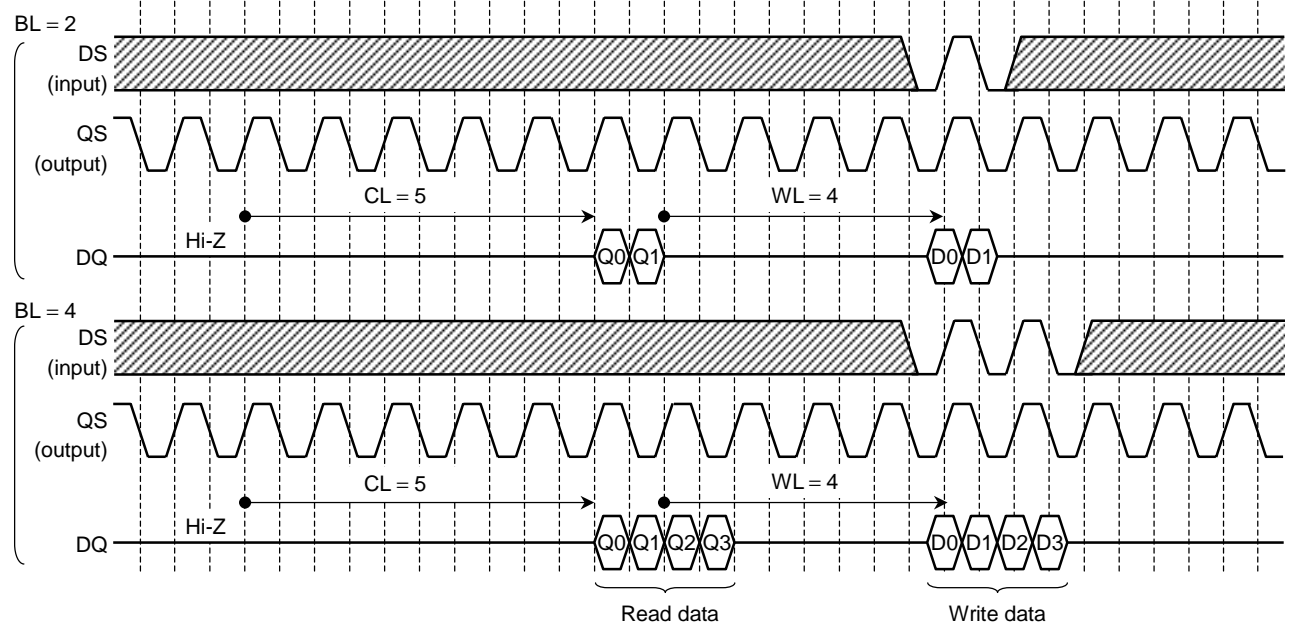 BL = 2
DS
(input)
QS
(output)
CL = 5
WL = 4
Hi-Z
DQ
Q0 Q1
D0 D1
BL = 4
DS
(input)
QS
(output)
CL = 5
WL = 4
Hi-Z
DQ
Q0 Q1 Q2 Q3
D0 D1 D2 D3
Read data
Write data